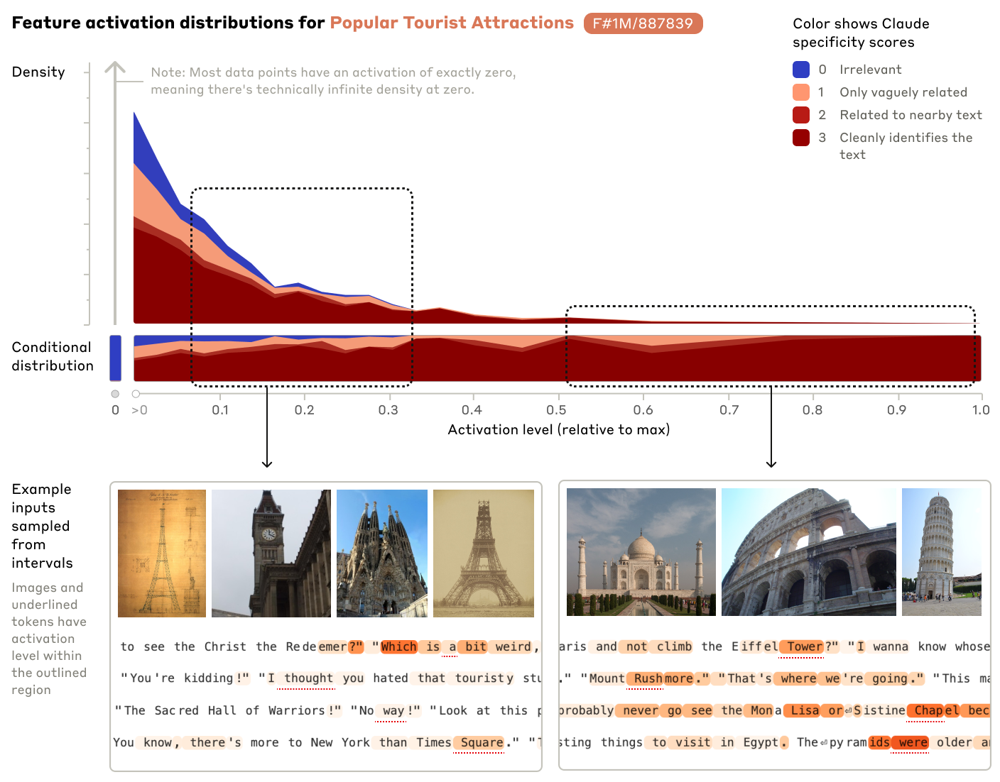 Feature activation distributions for Popular Tourist Attractions F#1M/887839
Color shows Claude
specificity scores
0 Irrelevant
1 Only vaguely related
2 Related to nearby text
3 Cleanly identifies the
text
Density
Note: Most data points have an activation of exactly zero,
meaning there's technically infinite density at zero.
Conditional
distribution
0 >0 0.1 0.2 0.3 0.4 0.5 0.6 0.7 0.8 0.9 1.0
Activation level (relative to max)
Example
inputs
sampled
from
intervals
Images and
underlined
tokens have
activation
level within
the outlined
region
to see the Christ the Redeemer?" "Which is a bit weird,
"You're kidding!" "I thought you hated that touristy stu
"The Sacred Hall of Warriors!" "No way!" "Look at this p
You know, there's more to New York than Times Square." "T
aris and not climb the Eiffel Tower?" "I wanna know whose
." "Mount Rushmore." "That's where we're going." "This ma
probably never go see the Mona Lisa or⏎Sistine Chapel bec
sting things to visit in Egypt. The⏎pyramids were older an